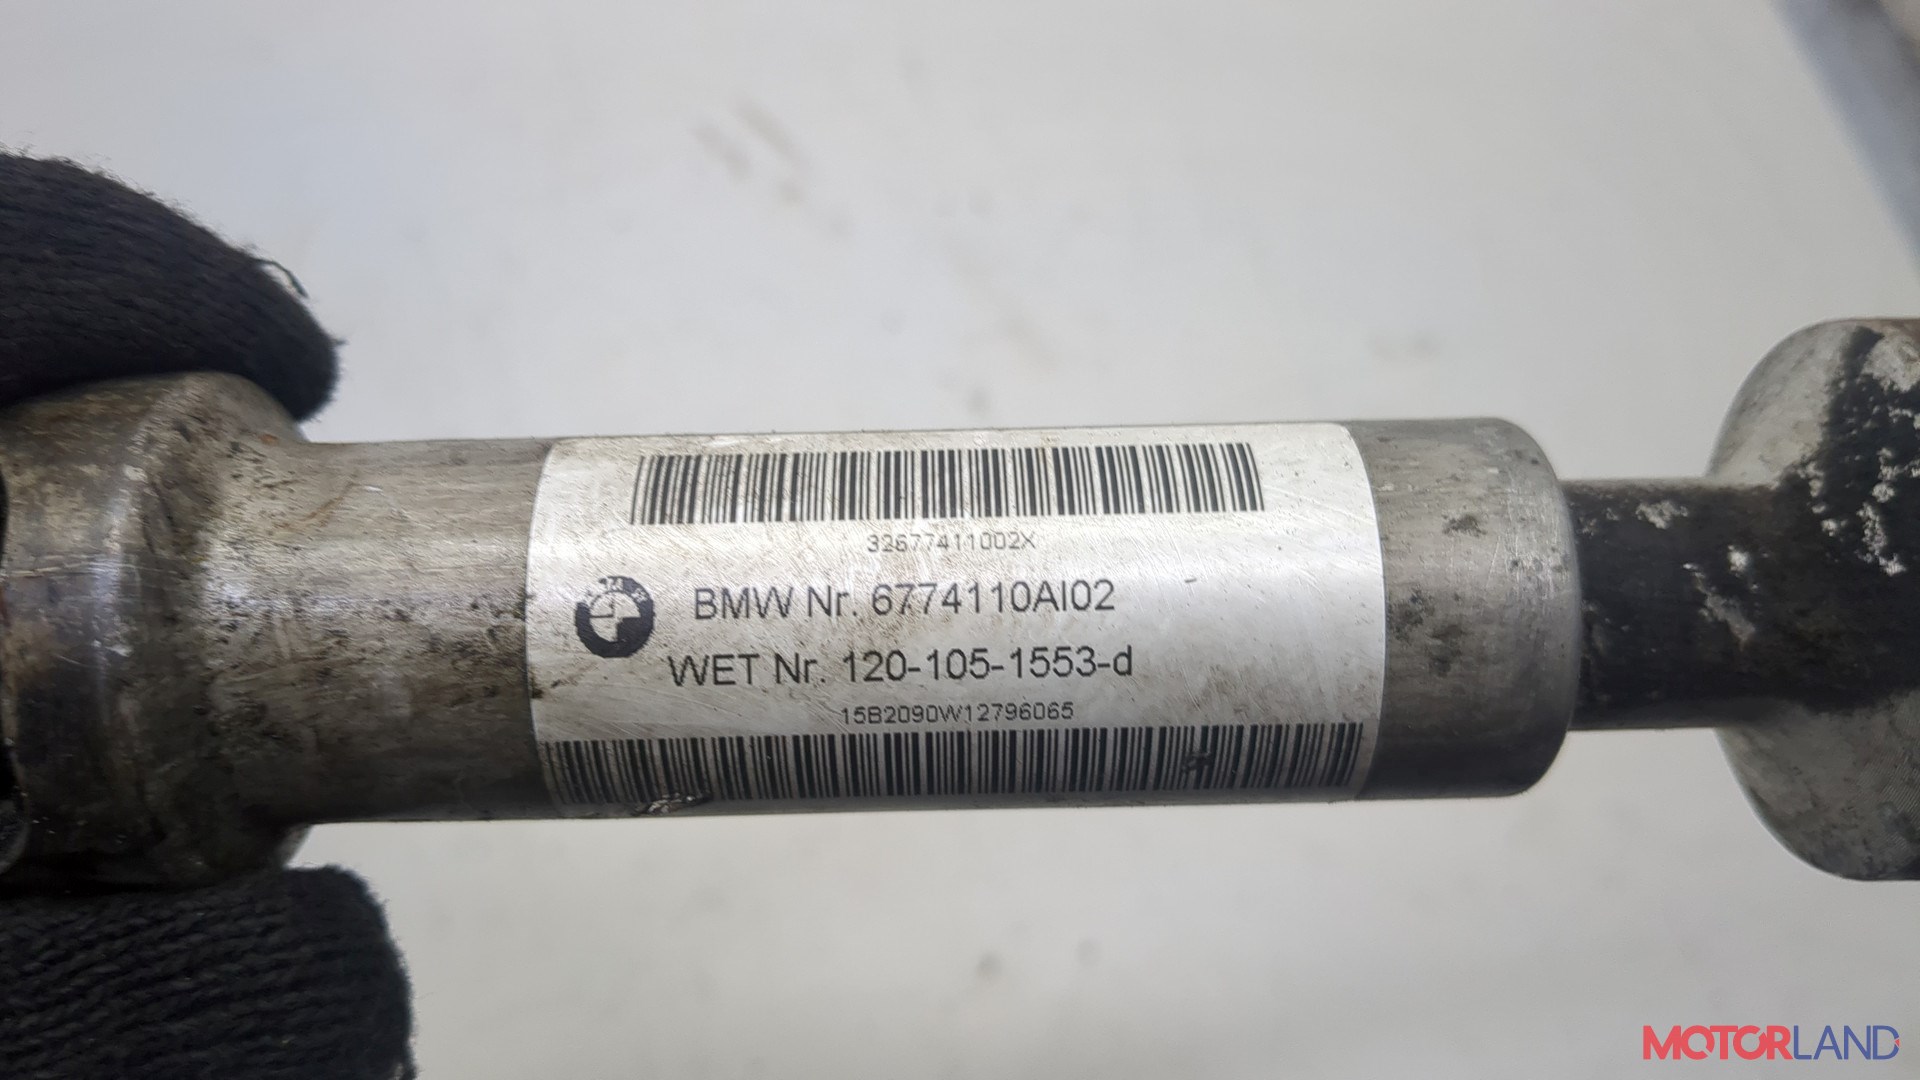 32677411002X
BMW Nr. 6774110AI02
WET Nr. 120-105-1553-d
15B2090W12796065
MOTORLAND